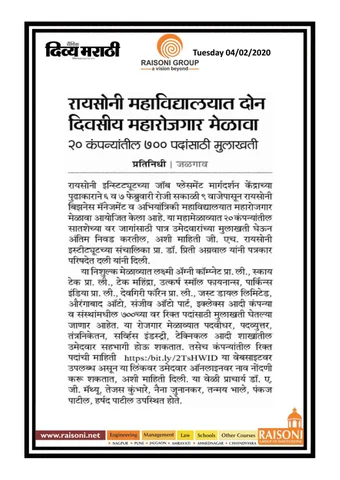 दिव्य मराठी
RAISONI GROUP
a vision beyond
Tuesday 04/02/2020
रायसोनी महाविद्यालयात दोन
दिवसीय महारोजगार मेळावा
२० कंपन्यांतील ७०० पदांसाठी मुलाखती
प्रतिनिधी | जळगाव
रायसोनी इन्स्टिट्यूटच्या जॉब प्लेसमेंट मार्गदर्शन केंद्राच्या
पुढाकाराने ६ व ७ फेब्रुवारी रोजी सकाळी ९ वाजेपासून रायसोनी
बिझनेस मॅनेजमेंट व अभियांत्रिकी महाविद्यालयात महारोजगार
मेळावा आयोजित केला आहे. या महामेळाव्यात २० कंपन्यांतील
सातशेच्या वर जागांसाठी पात्र उमेदवारांच्या मुलाखती घेऊन
अंतिम निवड करतील, अशी माहिती जी. एच. रायसोनी
इन्स्टीट्यूटच्या संचालिका प्रा. डॉ. प्रिती अग्रवाल यांनी पत्रकार
परिषदेत दली यांनी दिली.
या निशुल्क मेळाव्यात लक्ष्मी अॅग्नी कॉम्प्नेट प्रा. ली., स्काय
टेक प्रा. ली., टेक महिंद्रा, उत्कर्ष स्मॉल फायनान्स, पार्किन्स
इंडिया प्रा. ली., देवगिरी फॉरेन प्रा. ली., जस्ट डायल लिमिटेड,
औरंगाबाद ऑटो, संजीव ऑटो पार्ट, इक्लेक्स आदी कंपन्या
व संस्थांमधील ७००च्या वर रिक्त पदांसाठी मुलाखती घेतल्या
जाणार आहेत. या रोजगार मेळाव्यात पदवीधर, पदव्युत्तर,
तंत्रनिकेतन, सर्व्हिस इंडस्ट्री, टेक्निकल आदी शाखांतील
उमेदवार सहभागी होऊ शकतात. तसेच कंपन्यांतील रिक्त
पदांची माहिती https:/bit.ly/2TsHWID या वेबसाइटवर
उपलब्ध असून या लिंकवर उमेदवार ऑनलाइनवर नाव नोंदणी
करू शकतात, अशी माहिती दिली. या वेळी प्राचार्य डॉ. ए.
जी. मॅथ्यू, तेजस कुंभारे, नैना जुनानकर, तन्मय भाले, पंकज
पाटील, हर्षद पाटील उपस्थित होते.
www.raisoni.net Engineering Management Law Schools Other Courses RAISONI
NAGPUR PUNE JALGAON AMRAVATI AHMEDNAGAR CHHINDWARA